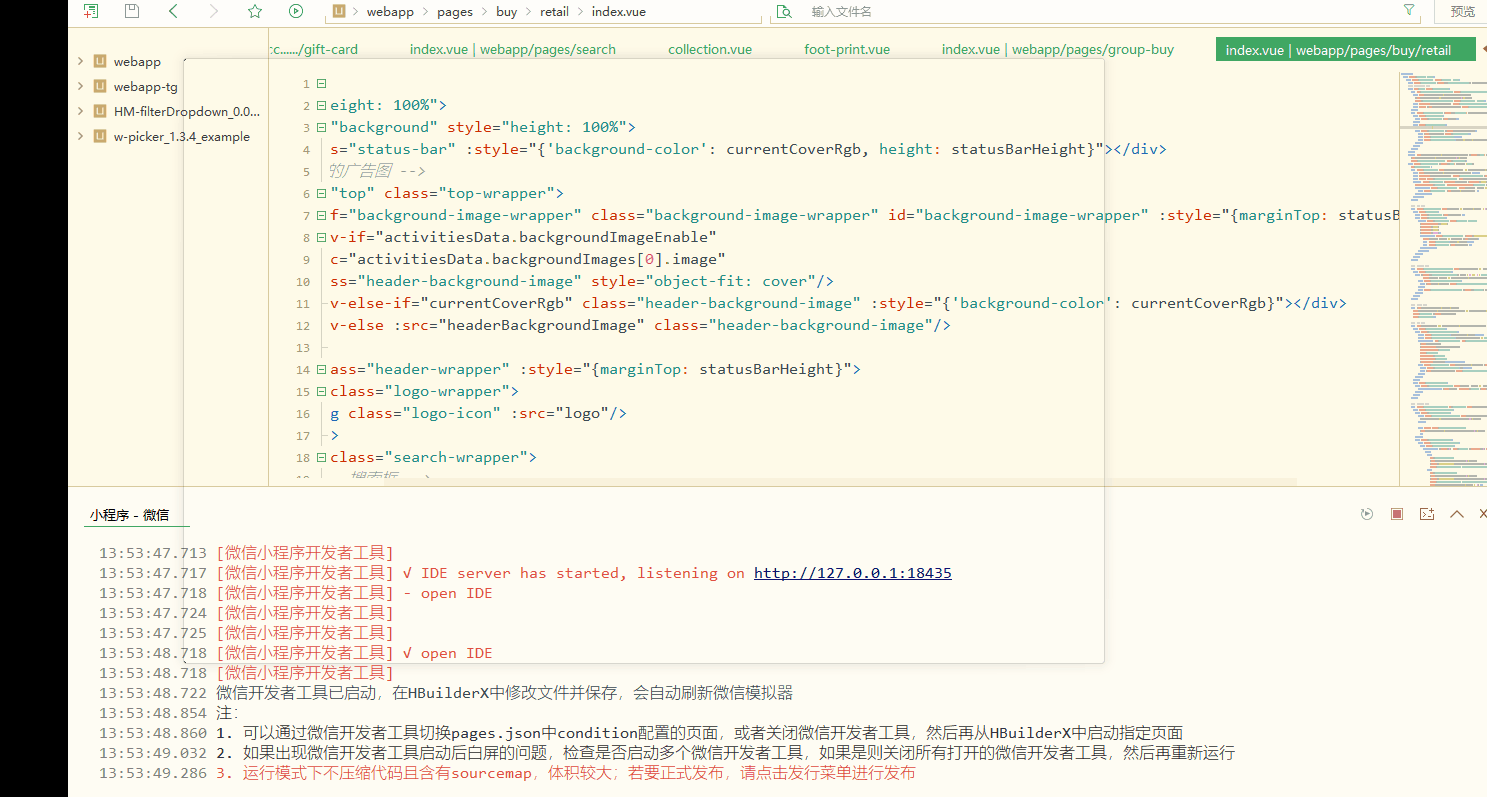 webapp > pages > buy > retail > index.vue 输入文件名 预览
:c....../gift-card index.vue | webapp/pages/search collection.vue foot-print.vue index.vue | webapp/pages/group-buy index.vue | webapp/pages/buy/retail
webapp
webapp-tg
HM-filterDropdown_0.0...
w-picker_1.3.4_example
1
2 eight: 100%">
3 "background" style="height: 100%">
4 s="status-bar" :style="{'background-color': currentCoverRgb, height: statusBarHeight}"></div>
5 的广告图 -->
6 "top" class="top-wrapper">
7 f="background-image-wrapper" class="background-image-wrapper" id="background-image-wrapper" :style="{marginTop: statusB
8 v-if="activitiesData.backgroundImageEnable"
9 c="activitiesData.backgroundImages[0].image"
10 ss="header-background-image" style="object-fit: cover"/>
11 v-else-if="currentCoverRgb" class="header-background-image" :style="{'background-color': currentCoverRgb}"></div>
12 v-else :src="headerBackgroundImage" class="header-background-image"/>
13
14 ass="header-wrapper" :style="{marginTop: statusBarHeight}">
15 class="logo-wrapper">
16 g class="logo-icon" :src="logo"/>
17 >
18 class="search-wrapper">
小程序 - 微信
13:53:47.713 [微信小程序开发者工具]
13:53:47.717 [微信小程序开发者工具] √ IDE server has started, listening on http://127.0.0.1:18435
13:53:47.718 [微信小程序开发者工具] - open IDE
13:53:47.724 [微信小程序开发者工具]
13:53:47.725 [微信小程序开发者工具]
13:53:48.718 [微信小程序开发者工具] √ open IDE
13:53:48.718 [微信小程序开发者工具]
13:53:48.722 微信开发者工具已启动，在HBuilderX中修改文件并保存，会自动刷新微信模拟器
13:53:48.854 注：
13:53:48.860 1. 可以通过微信开发者工具切换pages.json中condition配置的页面，或者关闭微信开发者工具，然后再从HBuilderX中启动指定页面
13:53:49.032 2. 如果出现微信开发者工具启动后白屏的问题，检查是否启动多个微信开发者工具，如果是则关闭所有打开的微信开发者工具，然后再重新运行
13:53:49.286 3. 运行模式下不压缩代码且含有sourcemap，体积较大；若要正式发布，请点击发行菜单进行发布